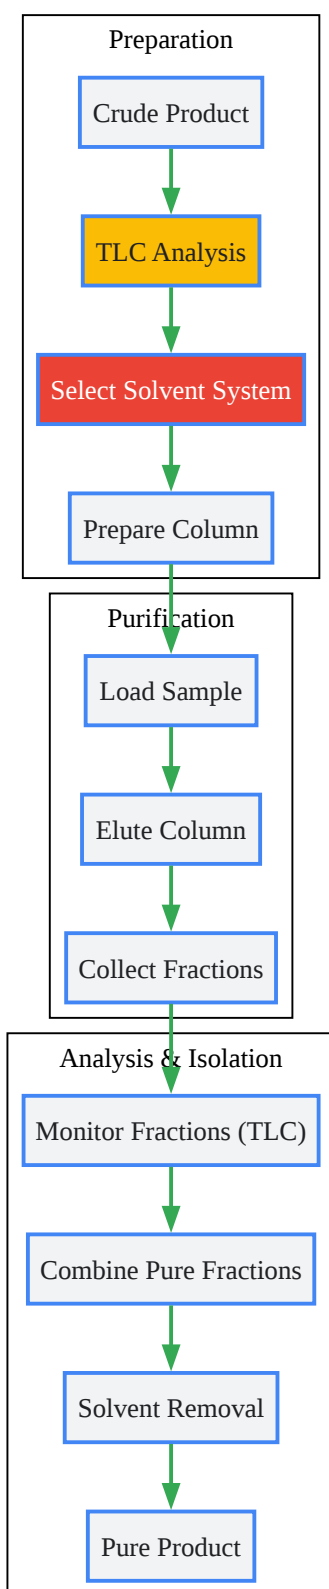 Preparation
Crude Product
TLC Analysis
Select Solvent System
Prepare Column
Purification
Load Sample
Elute Column
Collect Fractions
Analysis & Isolation
Monitor Fractions (TLC)
Combine Pure Fractions
Solvent Removal
Pure Product